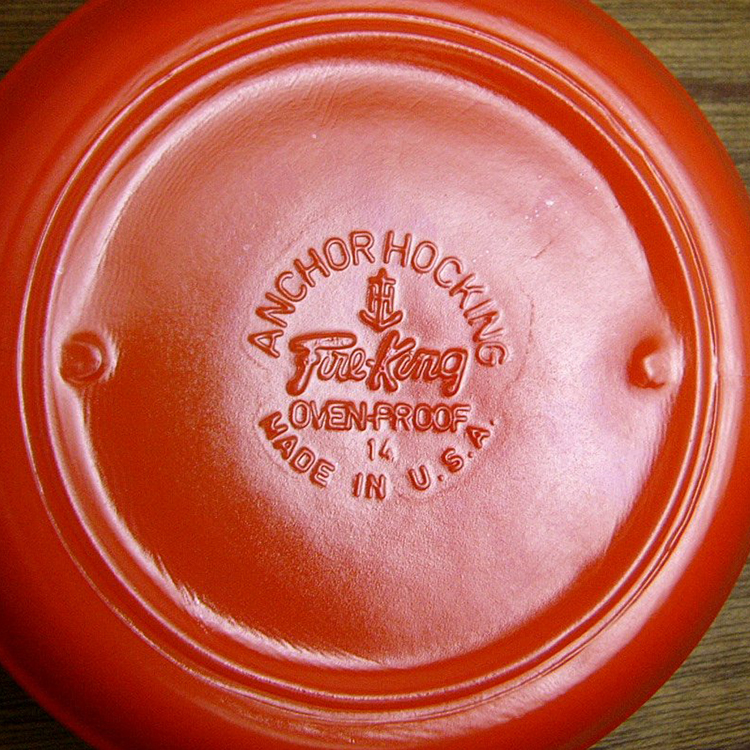 ANCHOR HOCKING
H
Fire-King
OVEN-PROOF
14
MADE IN U.S.A.